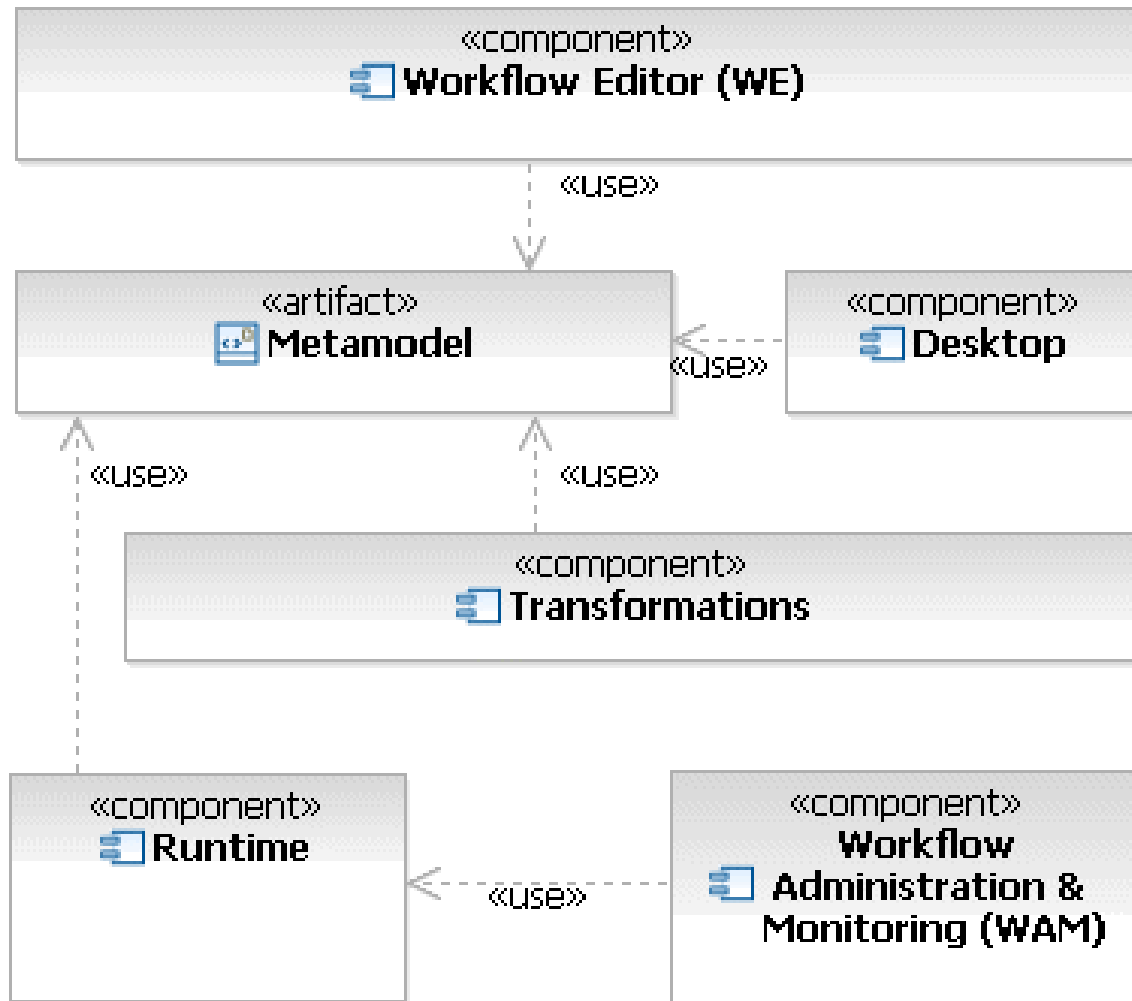 «component»
Workflow Editor (WE)
«use»
«artifact»
Metamodel
«component»
Desktop
«use»
«use»
«use»
«component»
Transformations
«component»
Runtime
«component»
Workflow
Administration &
Monitoring (WAM)
«use»